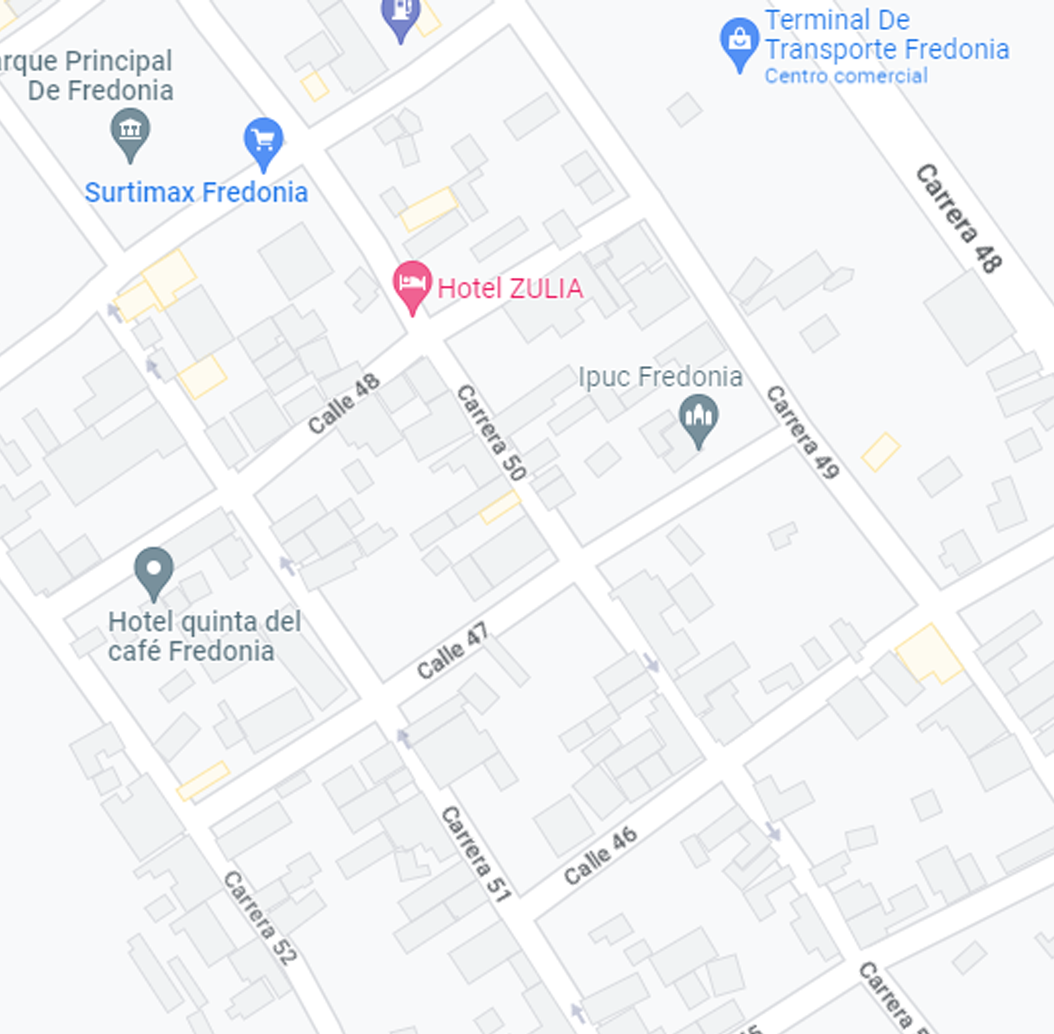 Terminal De
Transporte Fredonia
Centro comercial
Principal
De Fredonia
Surtimax Fredonia
Carrera 48
Hotel ZULIA
Ipuc Fredonia
Calle 48
Carrera 50
Carrera 49
Hotel quinta del
café Fredonia
Calle 47
Carrera 51
Calle 46
Carrera 52
Carrera